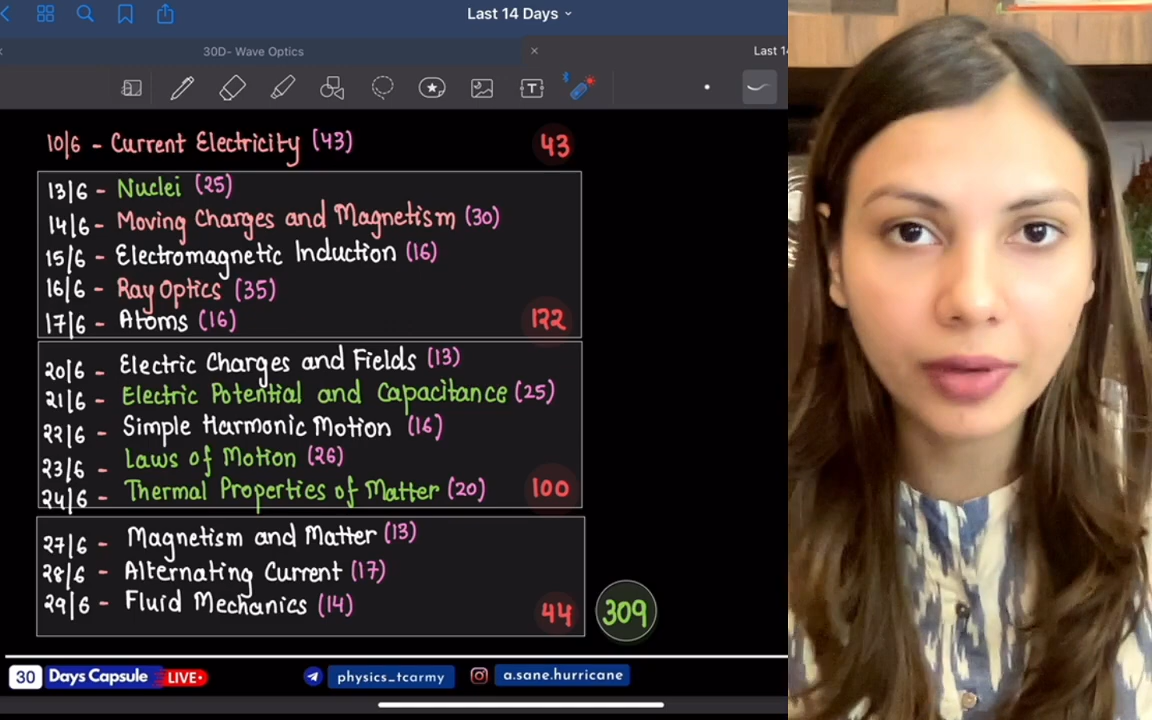 Last 14 Days
30D- Wave Optics
Last 1
10/6 - Current Electricity (43) 43
13/6 - Nuclei (25)
14/6 - Moving Charges and Magnetism (30)
15/6 - Electromagnetic Induction (16)
16/6 - Ray Optics (35)
17/6 - Atoms (16) 122
20/6 - Electric Charges and Fields (13)
21/6 - Electric Potential and Capacitance (25)
22/6 - Simple Harmonic Motion (16)
23/6 - Laws of Motion (26)
24/6 - Thermal Properties of Matter (20) 100
27/6 - Magnetism and Matter (13)
28/6 - Alternating Current (17)
29/6 - Fluid Mechanics (14) 44 309
30 Days Capsule LIVE physics_tcarmy a.sane.hurricane